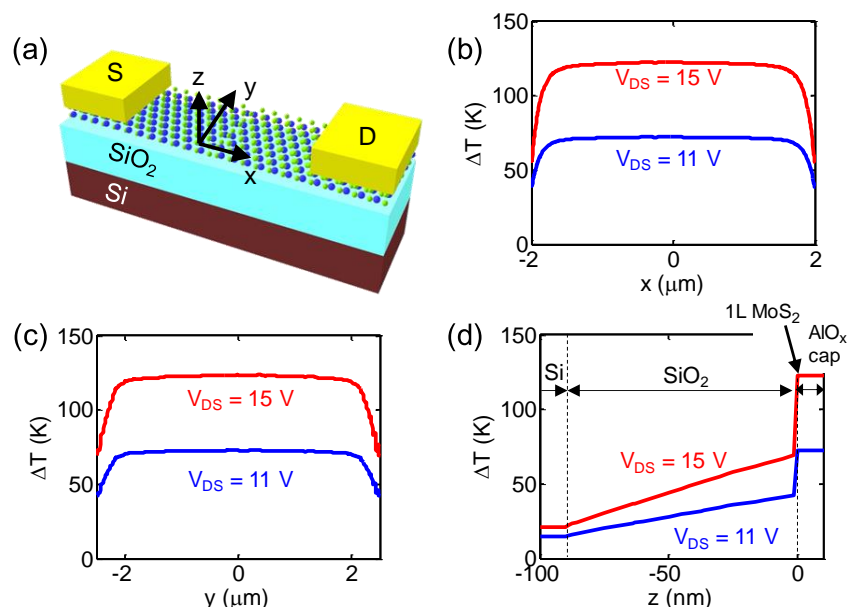 (a)
S
z
y
D
SiO2
x
Si
(b)
150
100
50
0
ΔT (K)
VDS = 15 V
VDS = 11 V
-2
0
2
x (μm)
(c)
150
100
50
0
ΔT (K)
VDS = 15 V
VDS = 11 V
-2
0
2
y (μm)
(d)
1L MoS2
AlOx
cap
150
100
50
0
ΔT (K)
Si
SiO2
VDS = 15 V
VDS = 11 V
-100
-50
0
z (nm)